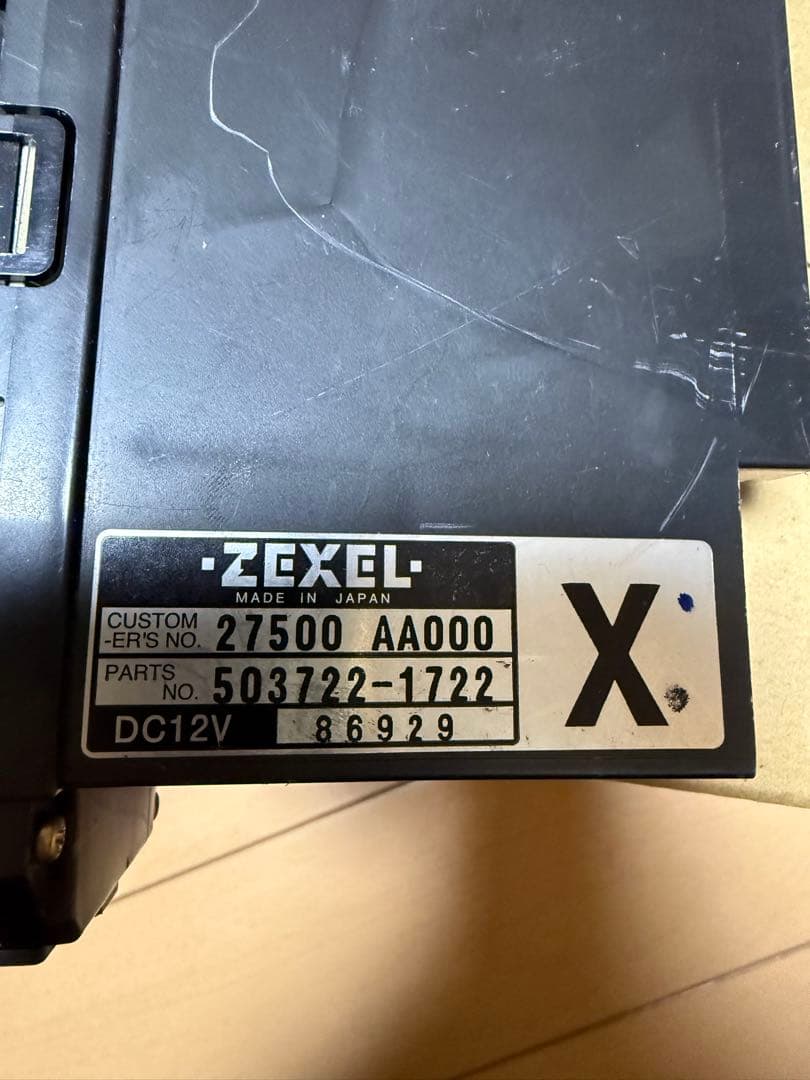 ·ZEXEL·
MADE IN JAPAN
CUSTOM
-ER'S NO. 27500 AA000
PARTS
NO. 503722-1722
DC12V 86929
X